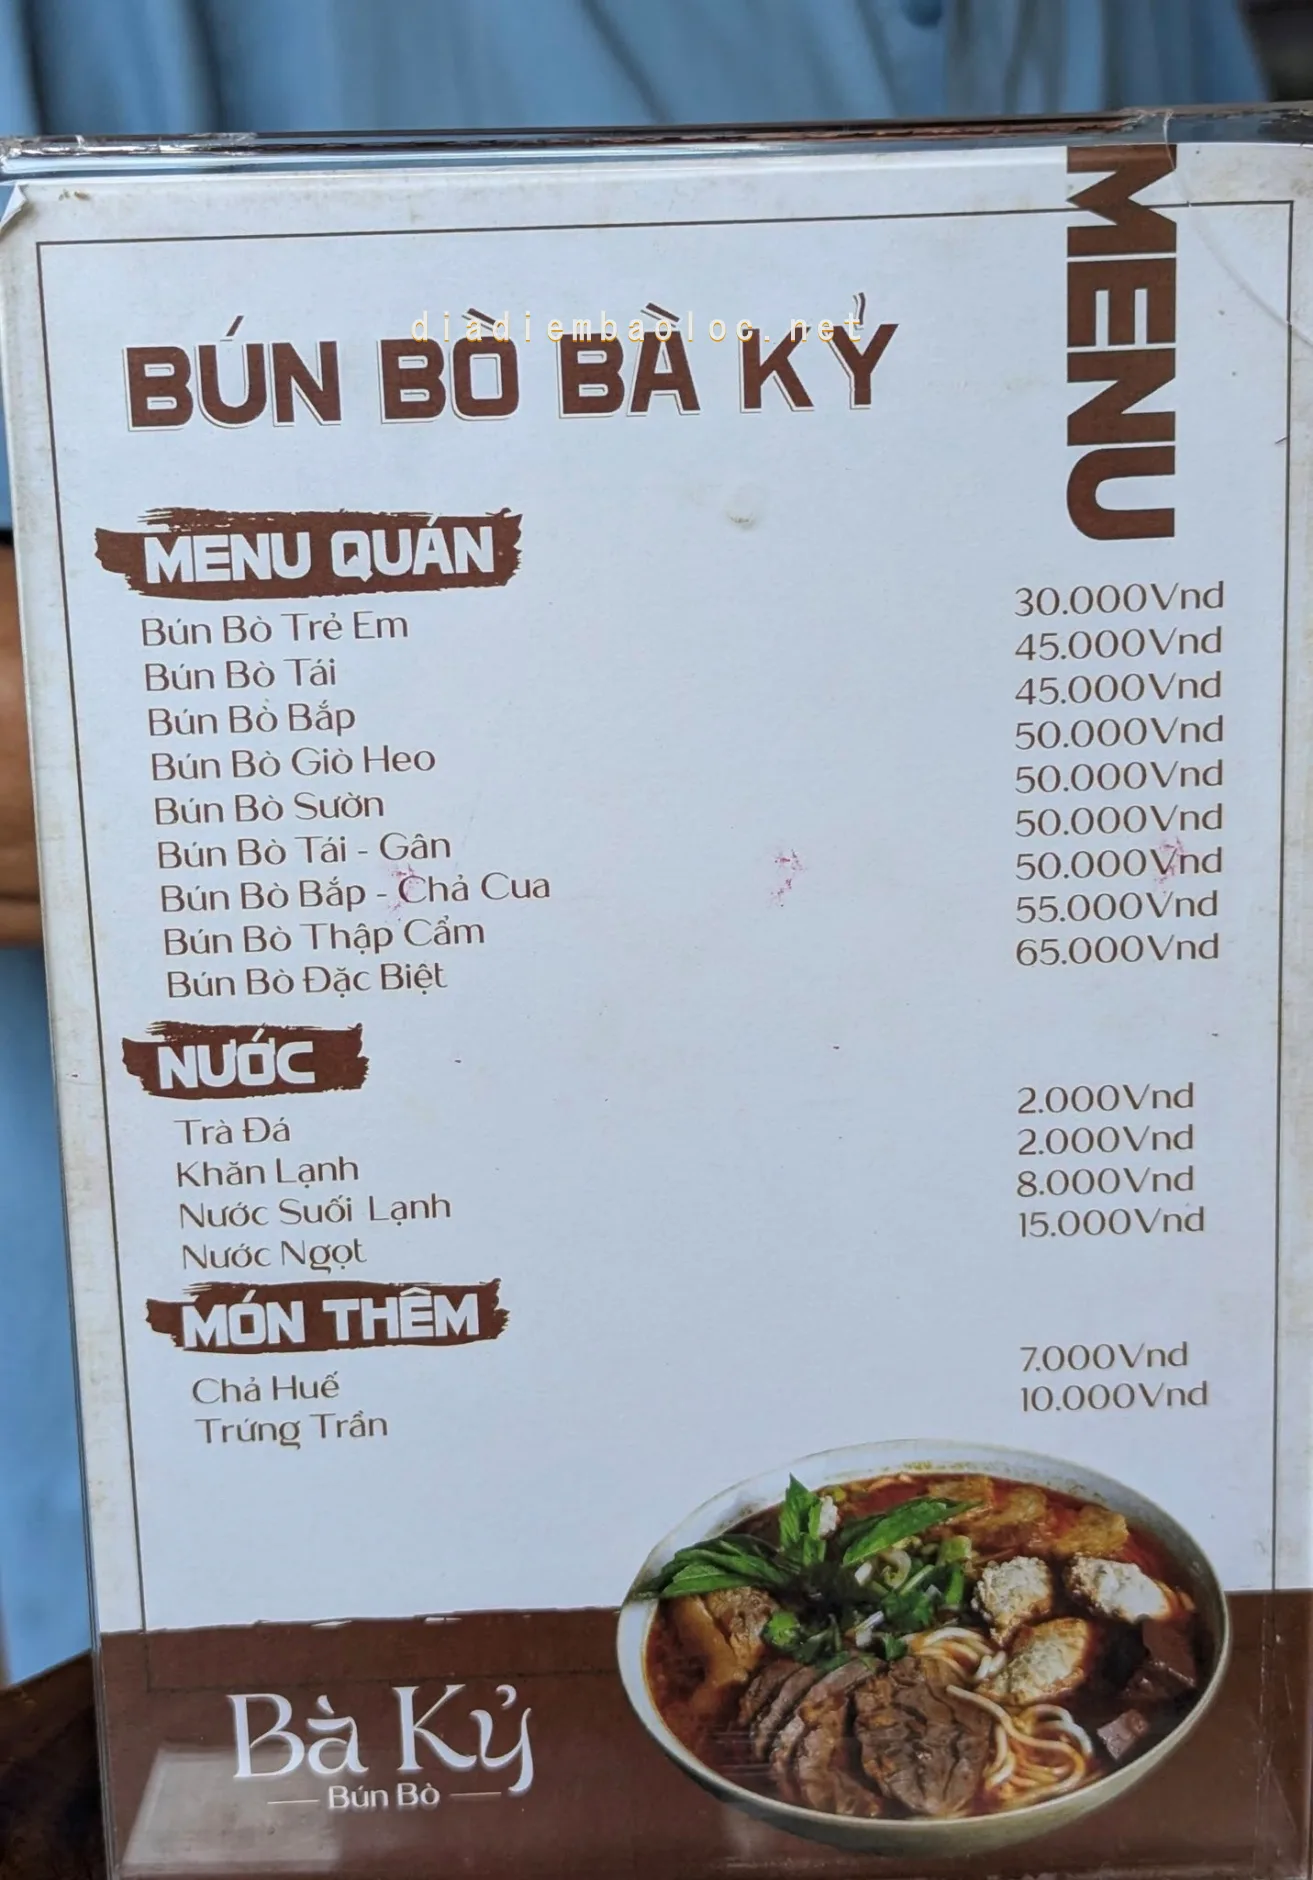 MENU
diadiembaoloc.net
BÚN BÒ BÀ KỶ
MENU QUÁN
Bún Bò Trẻ Em 30.000Vnd
Bún Bò Tái 45.000Vnd
Bún Bò Bắp 45.000Vnd
Bún Bò Giò Heo 50.000Vnd
Bún Bò Sườn 50.000Vnd
Bún Bò Tái - Gân 50.000Vnd
Bún Bò Bắp - Chả Cua 50.000Vnd
Bún Bò Thập Cẩm 55.000Vnd
Bún Bò Đặc Biệt 65.000Vnd
NƯỚC
Trà Đá 2.000Vnd
Khăn Lạnh 2.000Vnd
Nước Suối Lạnh 8.000Vnd
Nước Ngọt 15.000Vnd
MÓN THÊM
Chả Huế 7.000Vnd
Trứng Trần 10.000Vnd
Bà Kỷ
Bún Bò